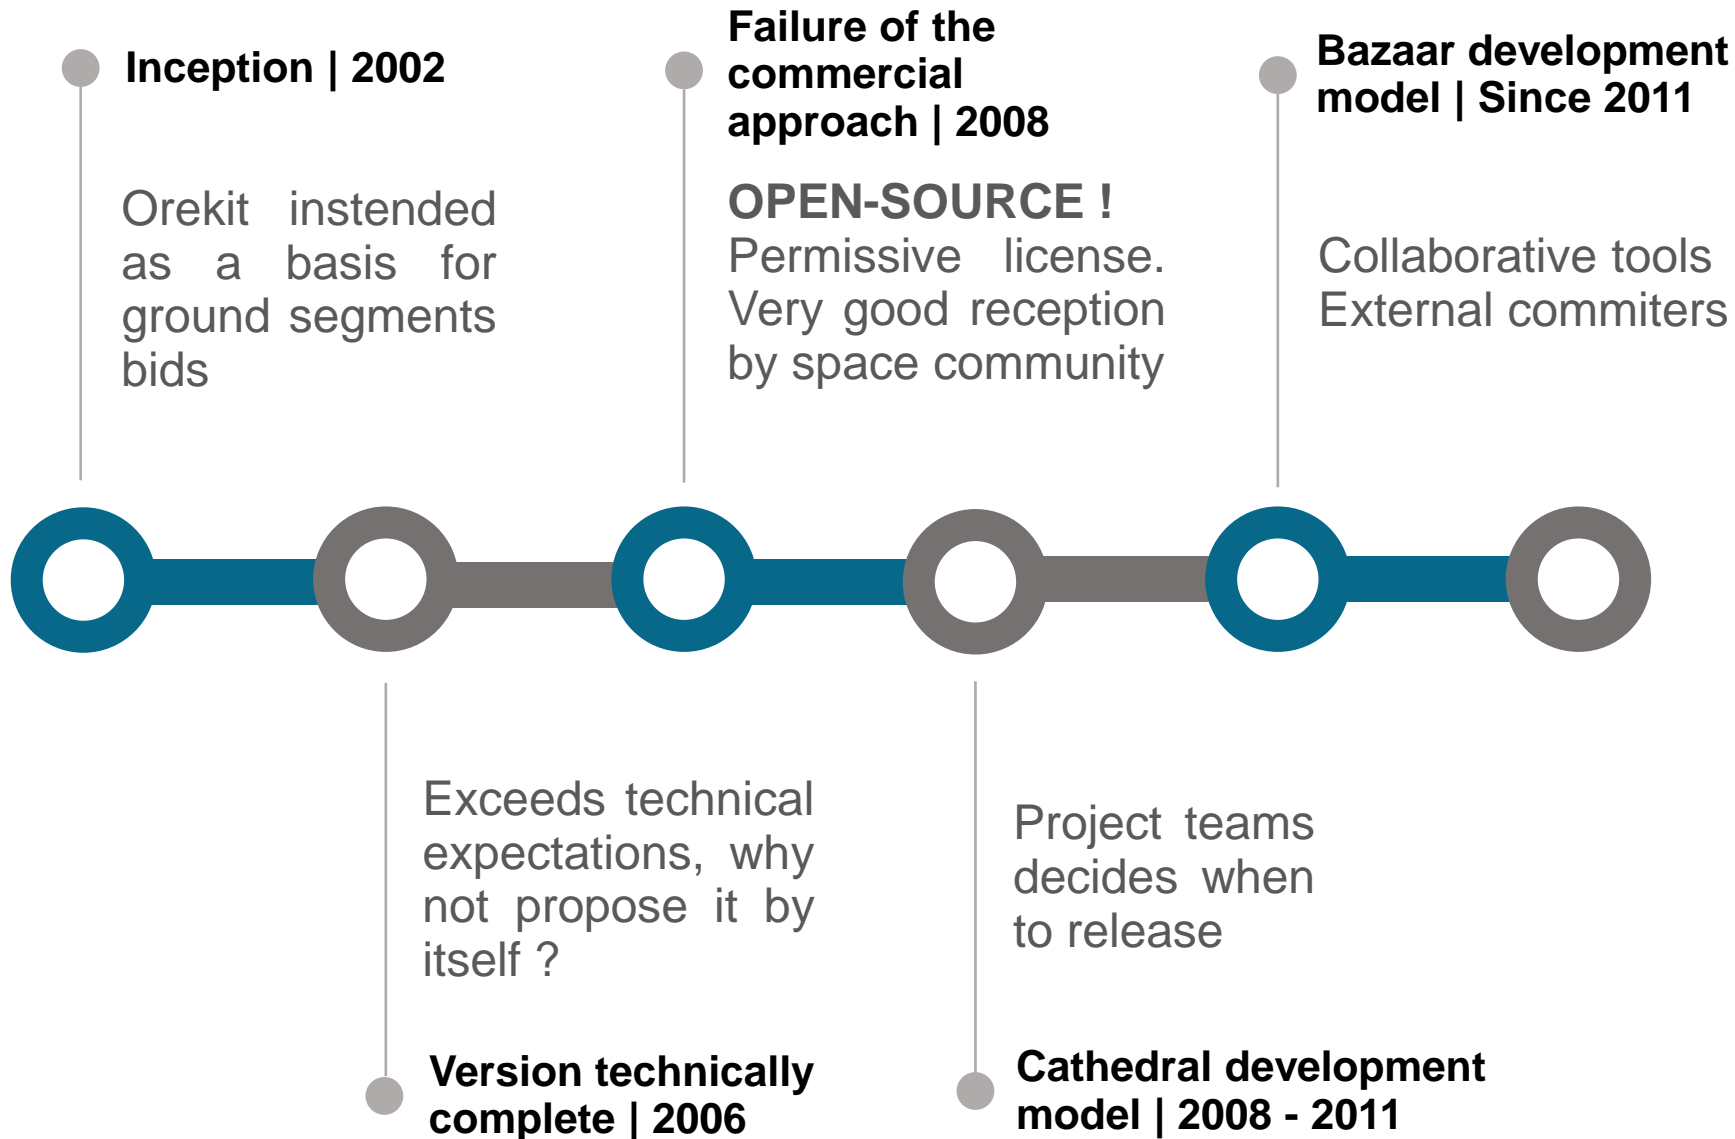 Inception | 2002
Orekit instended
as a basis for
ground segments
bids
Failure of the
commercial
approach | 2008
OPEN-SOURCE !
Permissive license.
Very good reception
by space community
Bazaar development
model | Since 2011
Collaborative tools
External commiters
Exceeds technical
expectations, why
not propose it by
itself ?
Version technically
complete | 2006
Project teams
decides when
to release
Cathedral development
model | 2008 - 2011